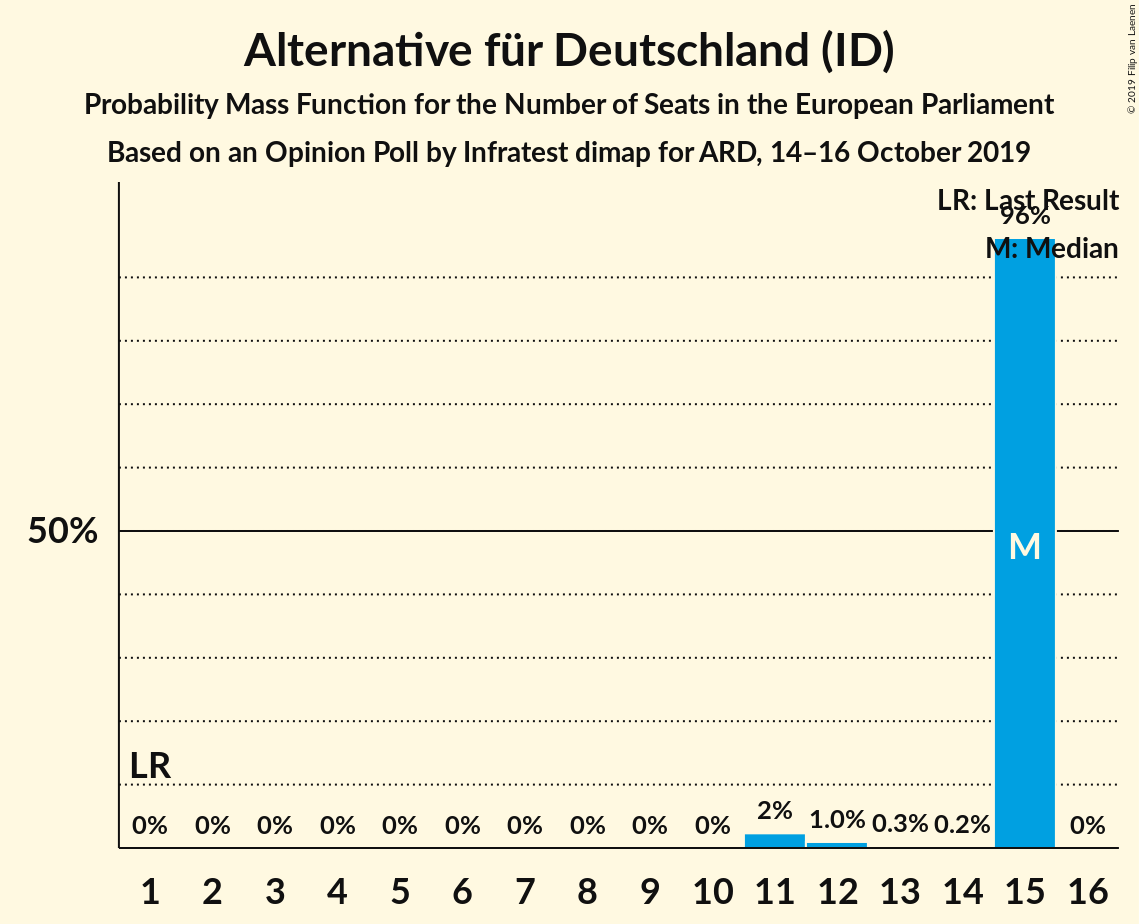 Alternative für Deutschland (ID)
Probability Mass Function for the Number of Seats in the European Parliament
Based on an Opinion Poll by Infratest dimap for ARD, 14–16 October 2019
© 2019 Filip van Laenen
LR: Last Result
96%
M: Median
50%
M
LR
0% 0% 0% 0% 0% 0% 0% 0% 0% 0% 2% 1.0% 0.3% 0.2% 0%
1 2 3 4 5 6 7 8 9 10 11 12 13 14 15 16